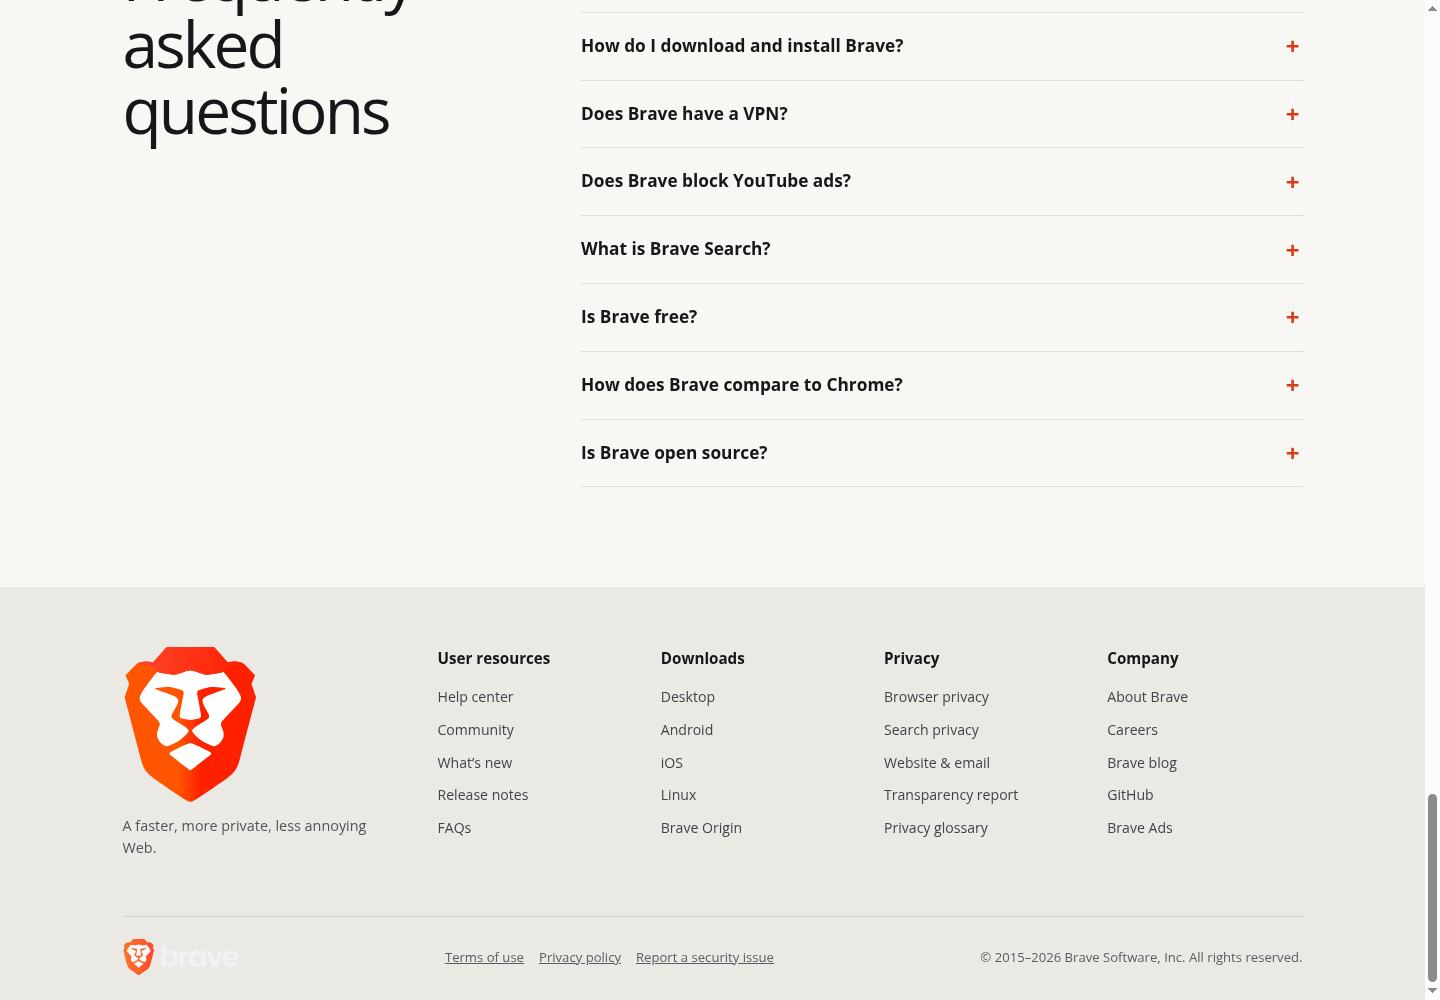 Frequently
asked
questions
How do I download and install Brave?
Does Brave have a VPN?
Does Brave block YouTube ads?
What is Brave Search?
Is Brave free?
How does Brave compare to Chrome?
Is Brave open source?
A faster, more private, less annoying
Web.
User resources
Help center
Community
What's new
Release notes
FAQs
Downloads
Desktop
Android
iOS
Linux
Brave Origin
Privacy
Browser privacy
Search privacy
Website & email
Transparency report
Privacy glossary
Company
About Brave
Careers
Brave blog
GitHub
Brave Ads
brave
Terms of use Privacy policy Report a security issue
© 2015–2026 Brave Software, Inc. All rights reserved.